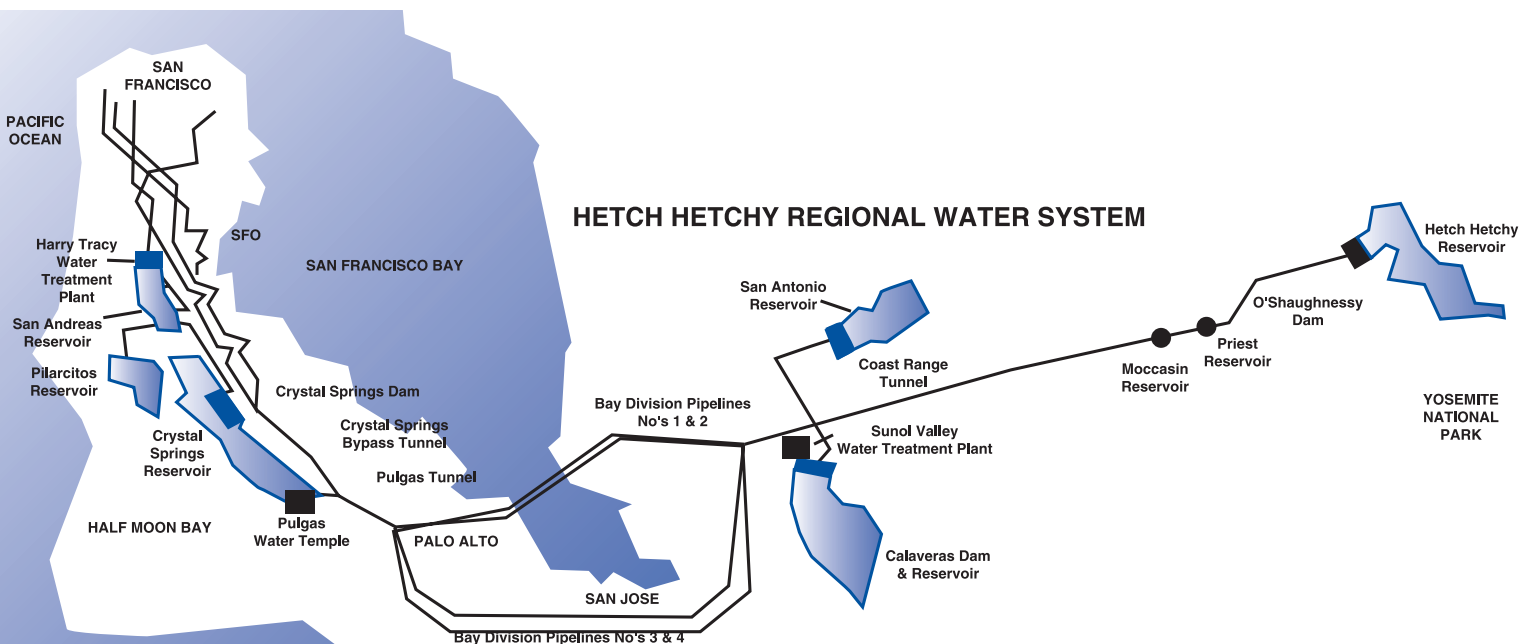 SAN
FRANCISCO
PACIFIC
OCEAN
HETCH HETCHY REGIONAL WATER SYSTEM
Harry Tracy
Water
Treatment
Plant
SFO
SAN FRANCISCO BAY
Hetch Hetchy
Reservoir
San Antonio
Reservoir
O'Shaughnessy
Dam
San Andreas
Reservoir
Priest
Reservoir
Moccasin
Reservoir
Coast Range
Tunnel
Pilarcitos
Reservoir
Crystal Springs Dam
YOSEMITE
NATIONAL
PARK
Bay Division Pipelines
No's 1 & 2
Crystal Springs
Bypass Tunnel
Sunol Valley
Water Treatment Plant
Crystal
Springs
Reservoir
Pulgas Tunnel
HALF MOON BAY
Pulgas
Water Temple
PALO ALTO
Calaveras Dam
& Reservoir
SAN JOSE
Bay Division Pipelines No's 3 & 4